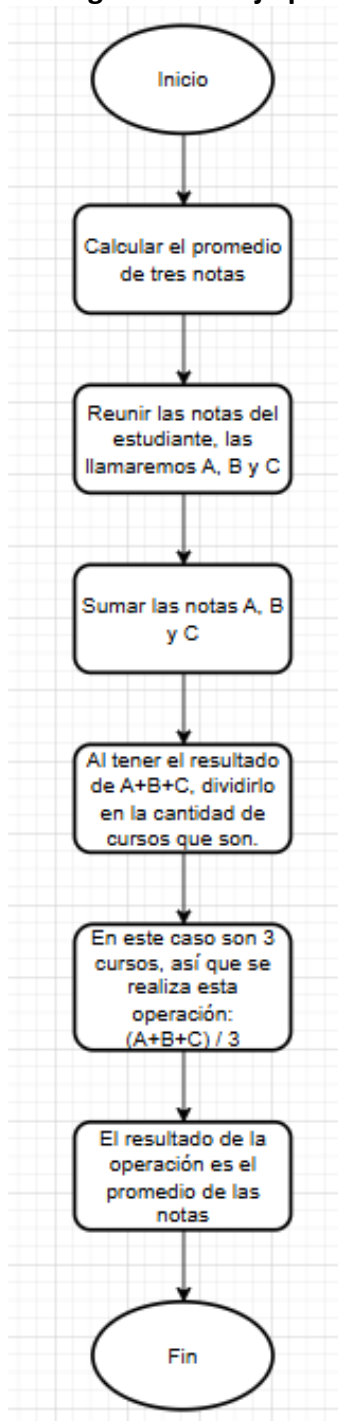 Inicio
Calcular el promedio
de tres notas
Reunir las notas del
estudiante, las
llamaremos A, B y C
Sumar las notas A, B
y C
Al tener el resultado
de A+B+C, dividirlo
en la cantidad de
cursos que son.
En este caso son 3
cursos, así que se
realiza esta
operación:
(A+B+C) / 3
El resultado de la
operación es el
promedio de las
notas
Fin